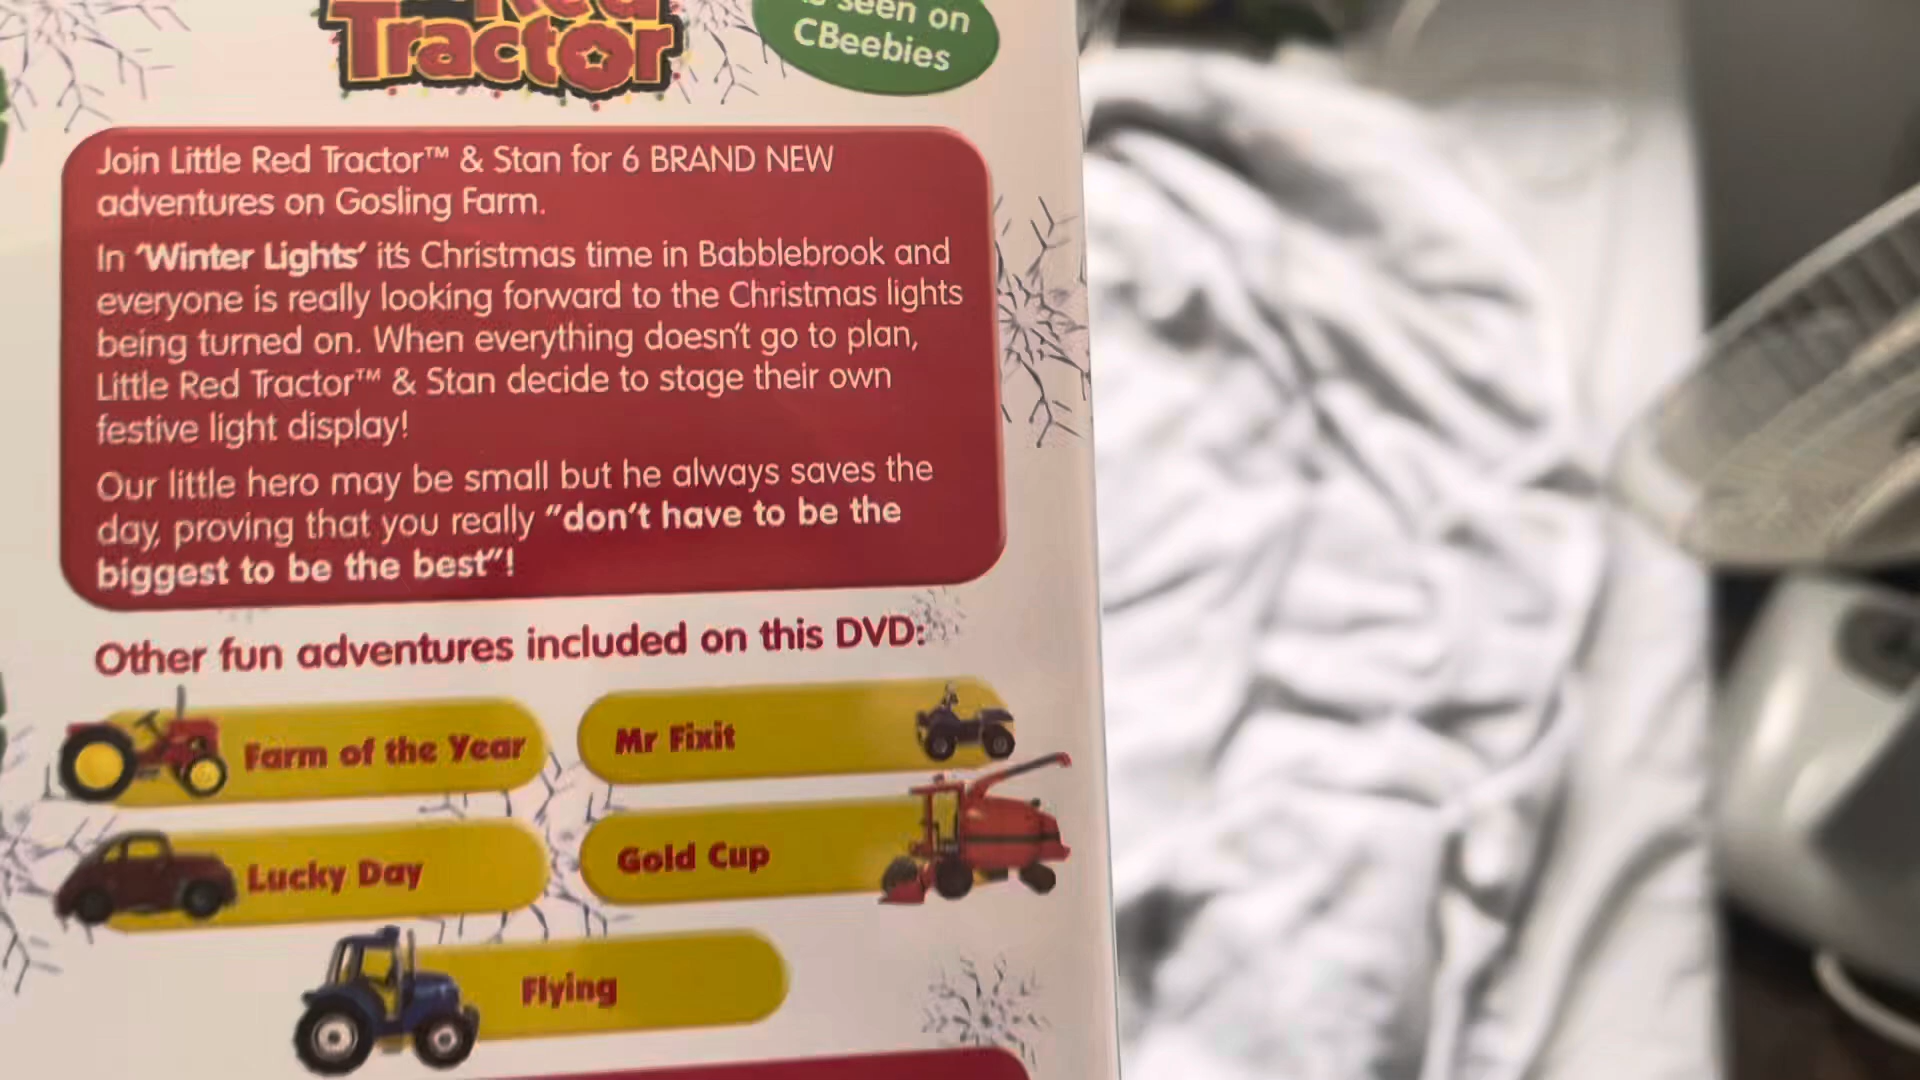 Red
Tractor
seen on
CBeebies
Join Little Red Tractor™ & Stan for 6 BRAND NEW
adventures on Gosling Farm.
In 'Winter Lights' it's Christmas time in Babblebrook and
everyone is really looking forward to the Christmas lights
being turned on. When everything doesn't go to plan,
Little Red Tractor™ & Stan decide to stage their own
festive light display!
Our little hero may be small but he always saves the
day, proving that you really "don't have to be the
biggest to be the best"!
Other fun adventures included on this DVD:
Farm of the Year
Mr Fixit
Lucky Day
Gold Cup
Flying